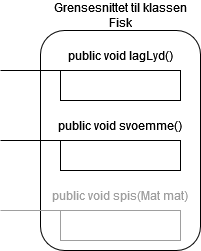 Grensesnittet til klassen
Fisk
public void lagLyd()
public void svoemme()
public void spis(Mat mat)